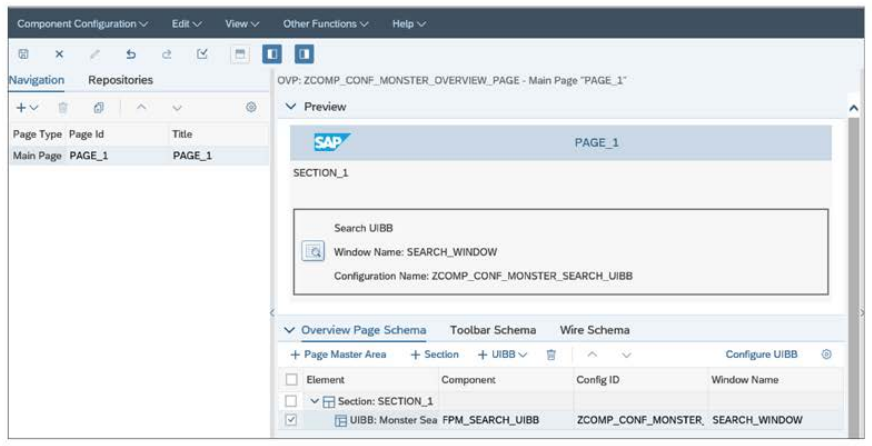 Component Configuration Edit View Other Functions Help
Navigation Repositories
OVP: ZCOMP_CONF_MONSTER_OVERVIEW_PAGE - Main Page "PAGE_1"
Preview
Page Type Page Id Title
Main Page PAGE_1 PAGE_1
SAP PAGE_1
SECTION_1
Search UIBB
Window Name: SEARCH_WINDOW
Configuration Name: ZCOMP_CONF_MONSTER_SEARCH_UIBB
Overview Page Schema Toolbar Schema Wire Schema
+ Page Master Area + Section + UIBB Configure UIBB
Element Component Config ID Window Name
Section: SECTION_1
UIBB: Monster Sea FPM_SEARCH_UIBB ZCOMP_CONF_MONSTER_ SEARCH_WINDOW